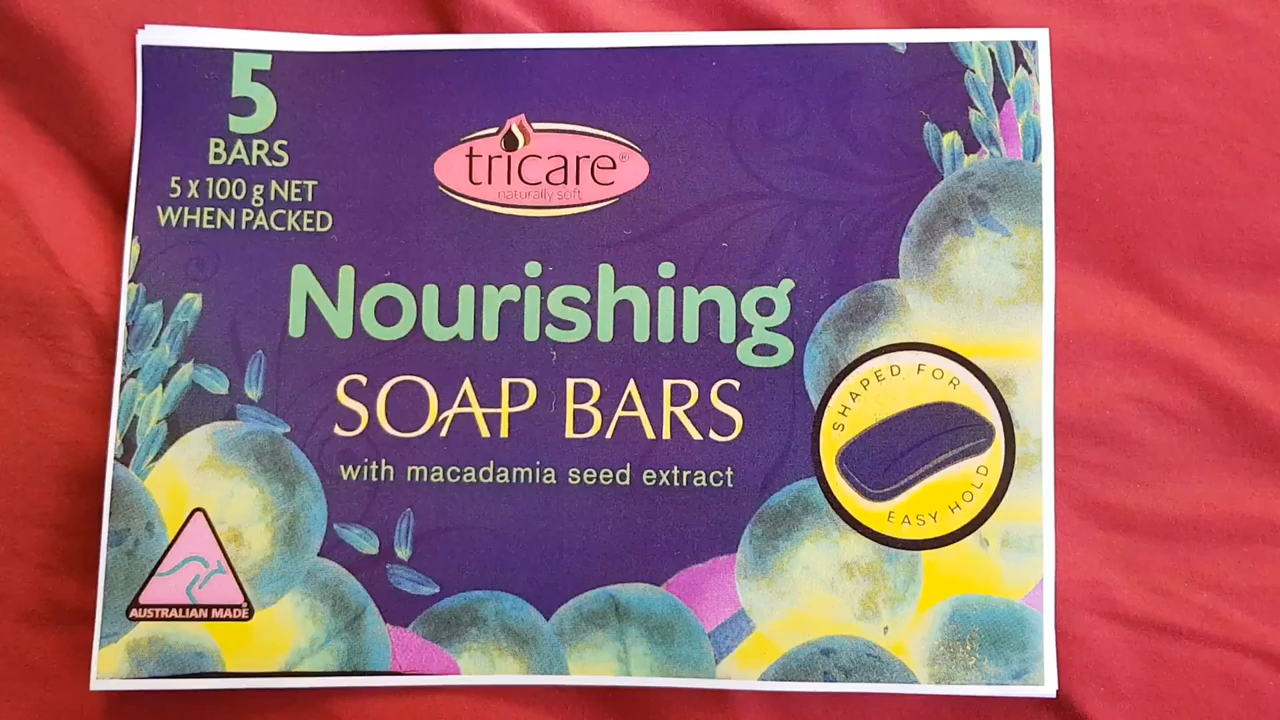 5
BARS
5 x 100 g NET
WHEN PACKED
tricare®
naturally soft
Nourishing
SOAP BARS
with macadamia seed extract
SHAPED FOR
EASY HOLD
AUSTRALIAN MADE